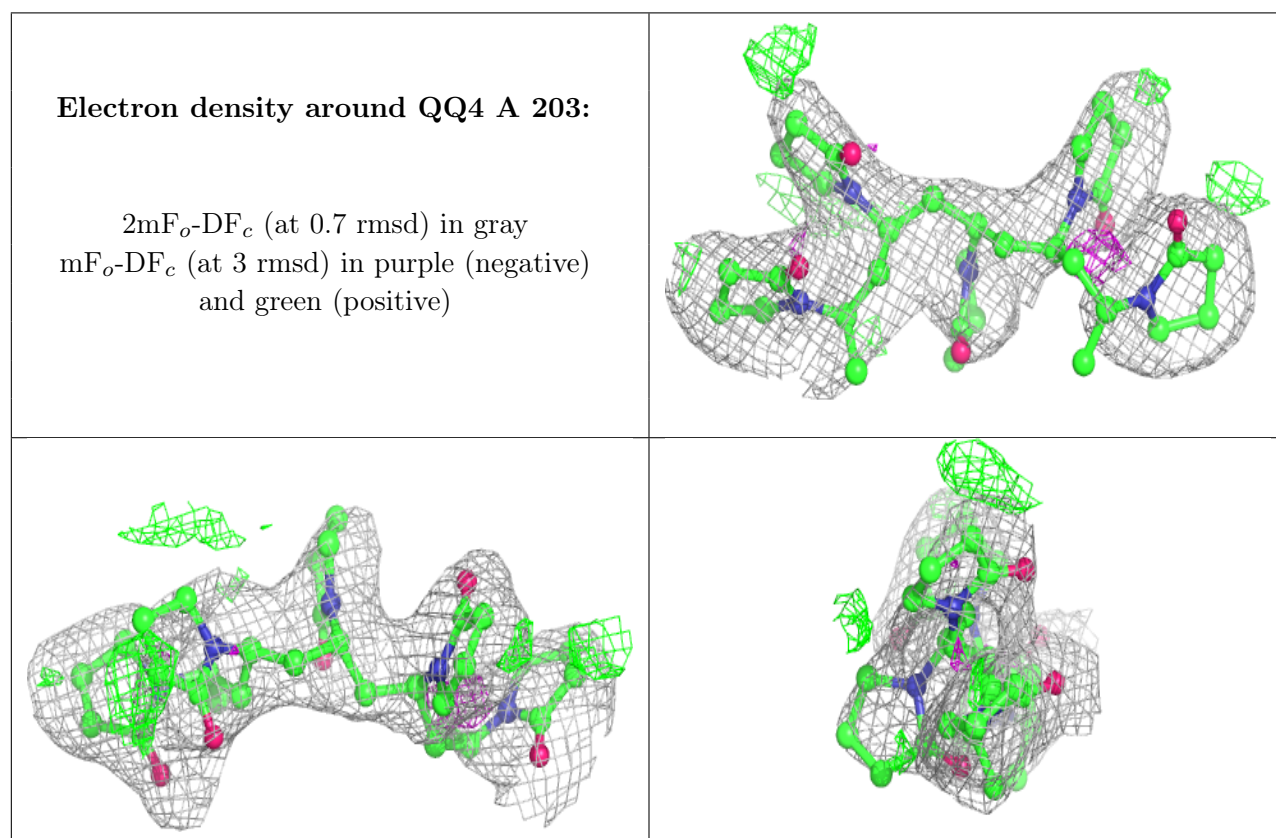 Electron density around QQ4 A 203:
2mFo-DFc (at 0.7 rmsd) in gray
mFo-DFc (at 3 rmsd) in purple (negative)
and green (positive)